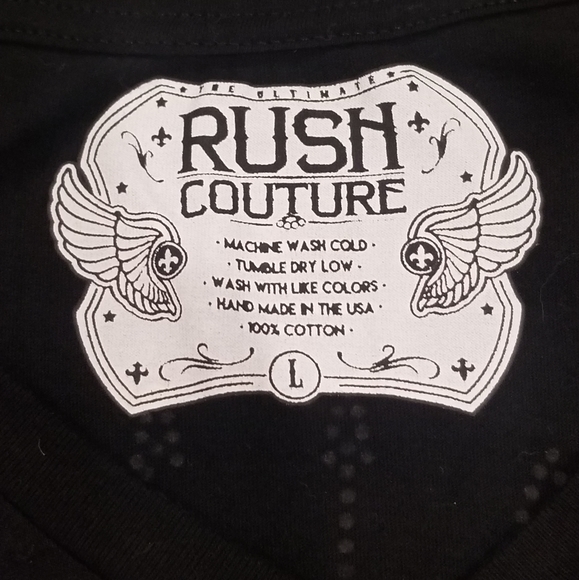 THE ULTIMATE
RUSH
COUTURE
· MACHINE WASH COLD ·
· TUMBLE DRY LOW ·
· WASH WITH LIKE COLORS ·
· HAND MADE IN THE USA ·
· 100% COTTON ·
L